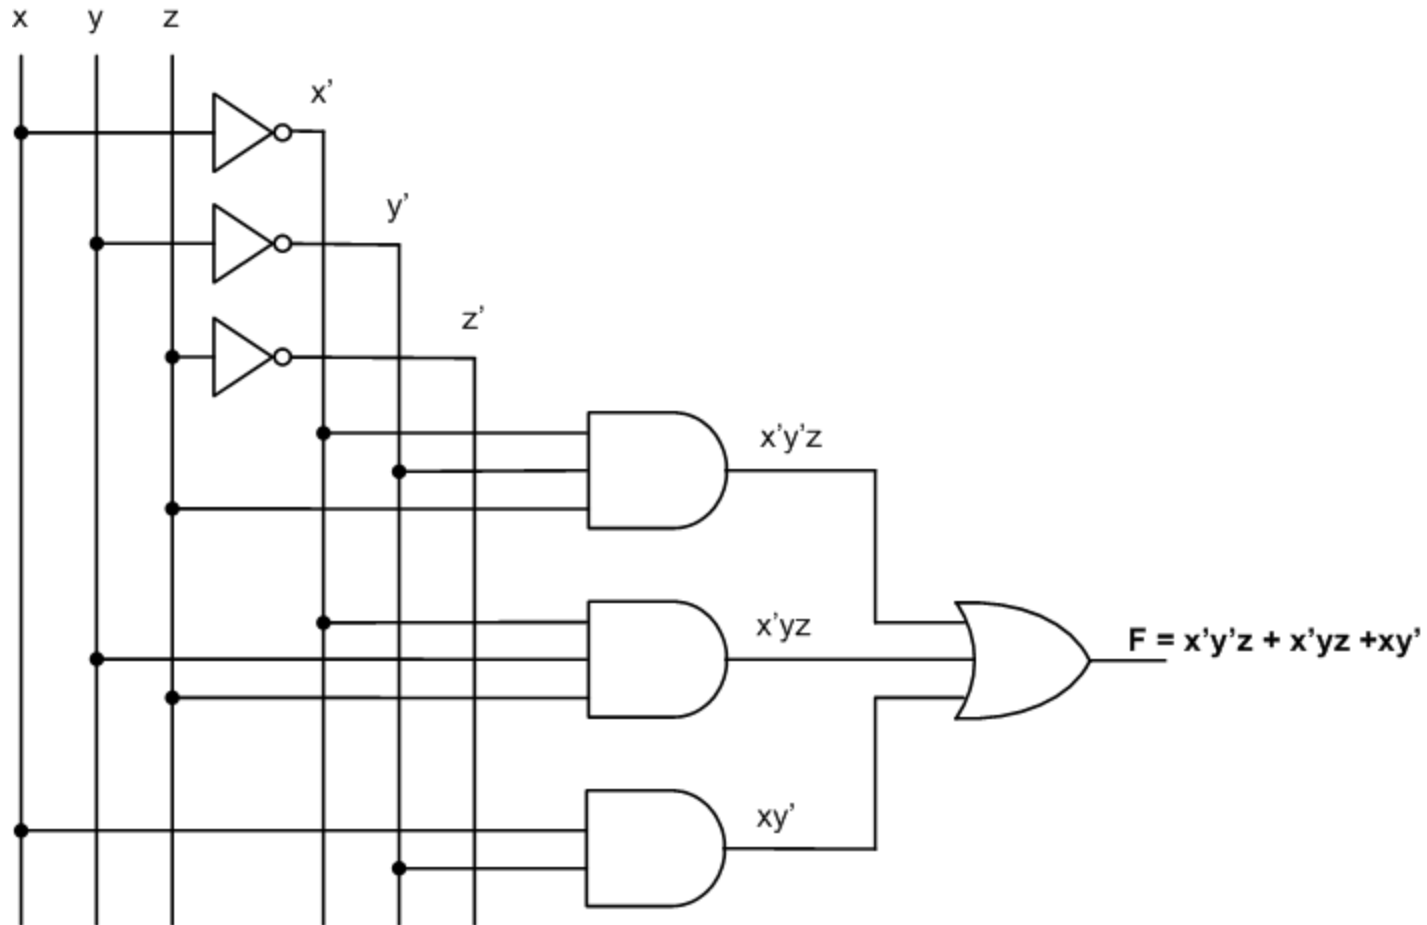 x y z
x’
y’
z’
x’y’z
x’yz
F = x’y’z + x’yz +xy’
xy’